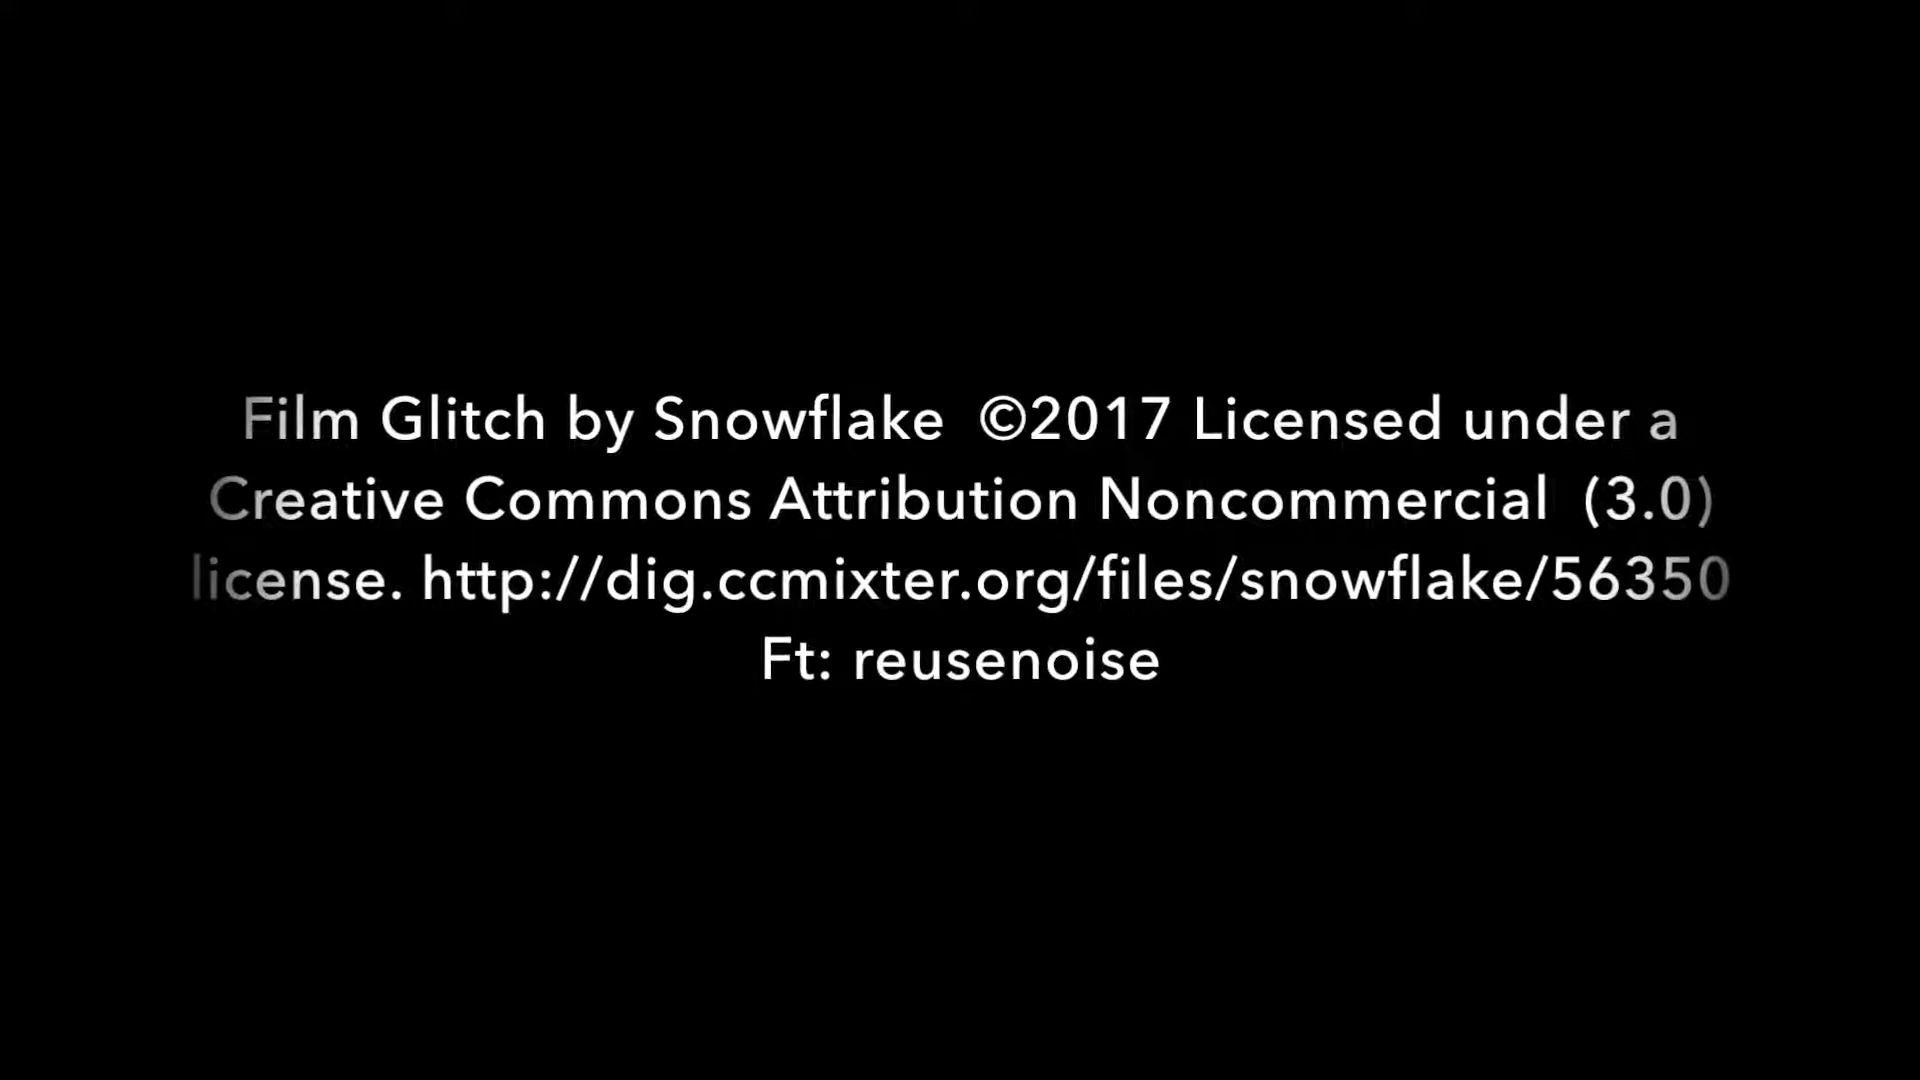 Film Glitch by Snowflake  ©2017 Licensed under a
Creative Commons Attribution Noncommercial  (3.0)
license. http://dig.ccmixter.org/files/snowflake/56350
Ft: reusenoise